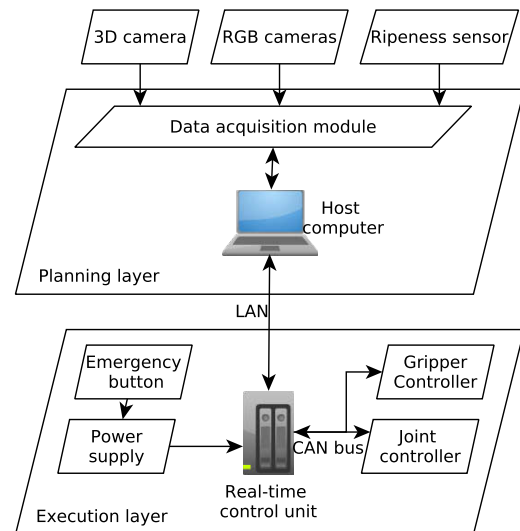 3D camera
RGB cameras
Ripeness sensor
Data acquisition module
Host
computer
Planning layer
LAN
Emergency
button
Gripper
Controller
Power
supply
CAN bus
Joint
controller
Real-time
control unit
Execution layer